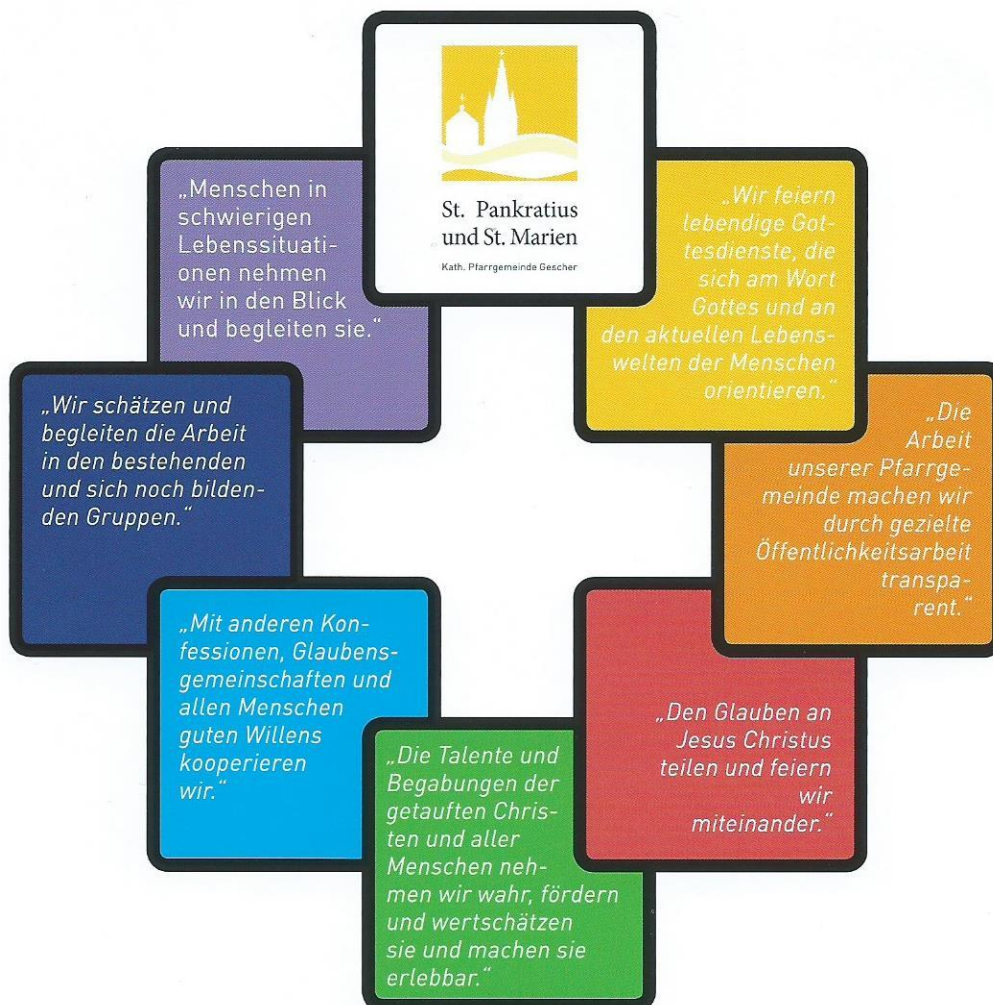 St. Pankratius
und St. Marien
Kath. Pfarrgemeinde Gescher
„Wir feiern
lebendige Got-
tesdienste, die
sich am Wort
Gottes und an
den aktuellen Lebens-
welten der Menschen
orientieren.“
„Die
Arbeit
unserer Pfarrge-
meinde machen wir
durch gezielte
Öffentlichkeitsarbeit
transpa-
rent.“
„Den Glauben an
Jesus Christus
teilen und feiern
wir
miteinander.“
„Die Talente und
Begabungen der
getauften Chris-
ten und aller
Menschen neh-
men wir wahr, fördern
und wertschätzen
sie und machen sie
erlebbar.“
„Mit anderen Kon-
fessionen, Glaubens-
gemeinschaften und
allen Menschen
guten Willens
kooperieren
wir.“
„Wir schätzen und
begleiten die Arbeit
in den bestehenden
und sich noch bilden-
den Gruppen.“
„Menschen in
schwierigen
Lebenssituati-
onen nehmen
wir in den Blick
und begleiten sie.“